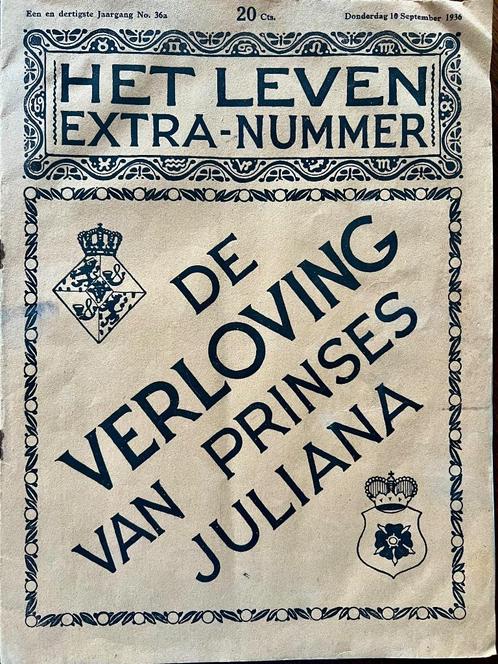 Een en dertigste Jaargang No. 36a 20 Cts. Donderdag 10 September 1936
HET LEVEN
EXTRA-NUMMER
DE
VERLOVING
VAN PRINSES
JULIANA